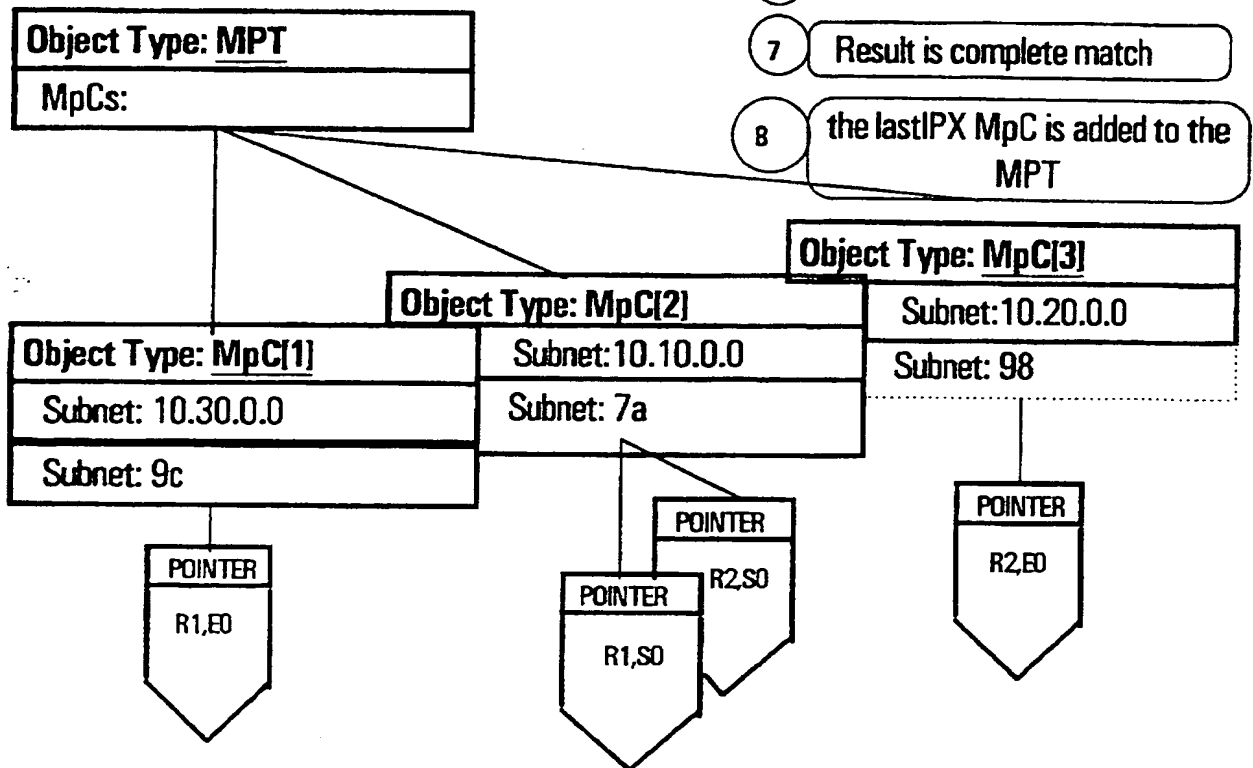 Object Type: MPT
MpCs:
7
Result is complete match
8
the lastIPX MpC is added to the
MPT
Object Type: MpC[3]
Subnet:10.20.0.0
Subnet: 98
Object Type: MpC[2]
Subnet:10.10.0.0
Subnet: 7a
Object Type: MpC[1]
Subnet: 10.30.0.0
Subnet: 9c
POINTER
R1,E0
POINTER
R1,S0
POINTER
R2,S0
POINTER
R2,E0